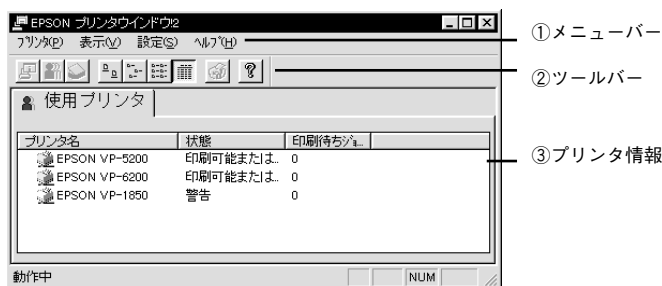 EPSON プリンタウインドウ!2
プリンタ(P) 表示(V) 設定(S) ヘルプ(H)
①メニューバー
②ツールバー
使用プリンタ
プリンタ名 状態 印刷待ちジョ...
EPSON VP-5200 印刷可能または... 0
EPSON VP-6200 印刷可能または... 0
EPSON VP-1850 警告 0
③プリンタ情報
動作中 NUM